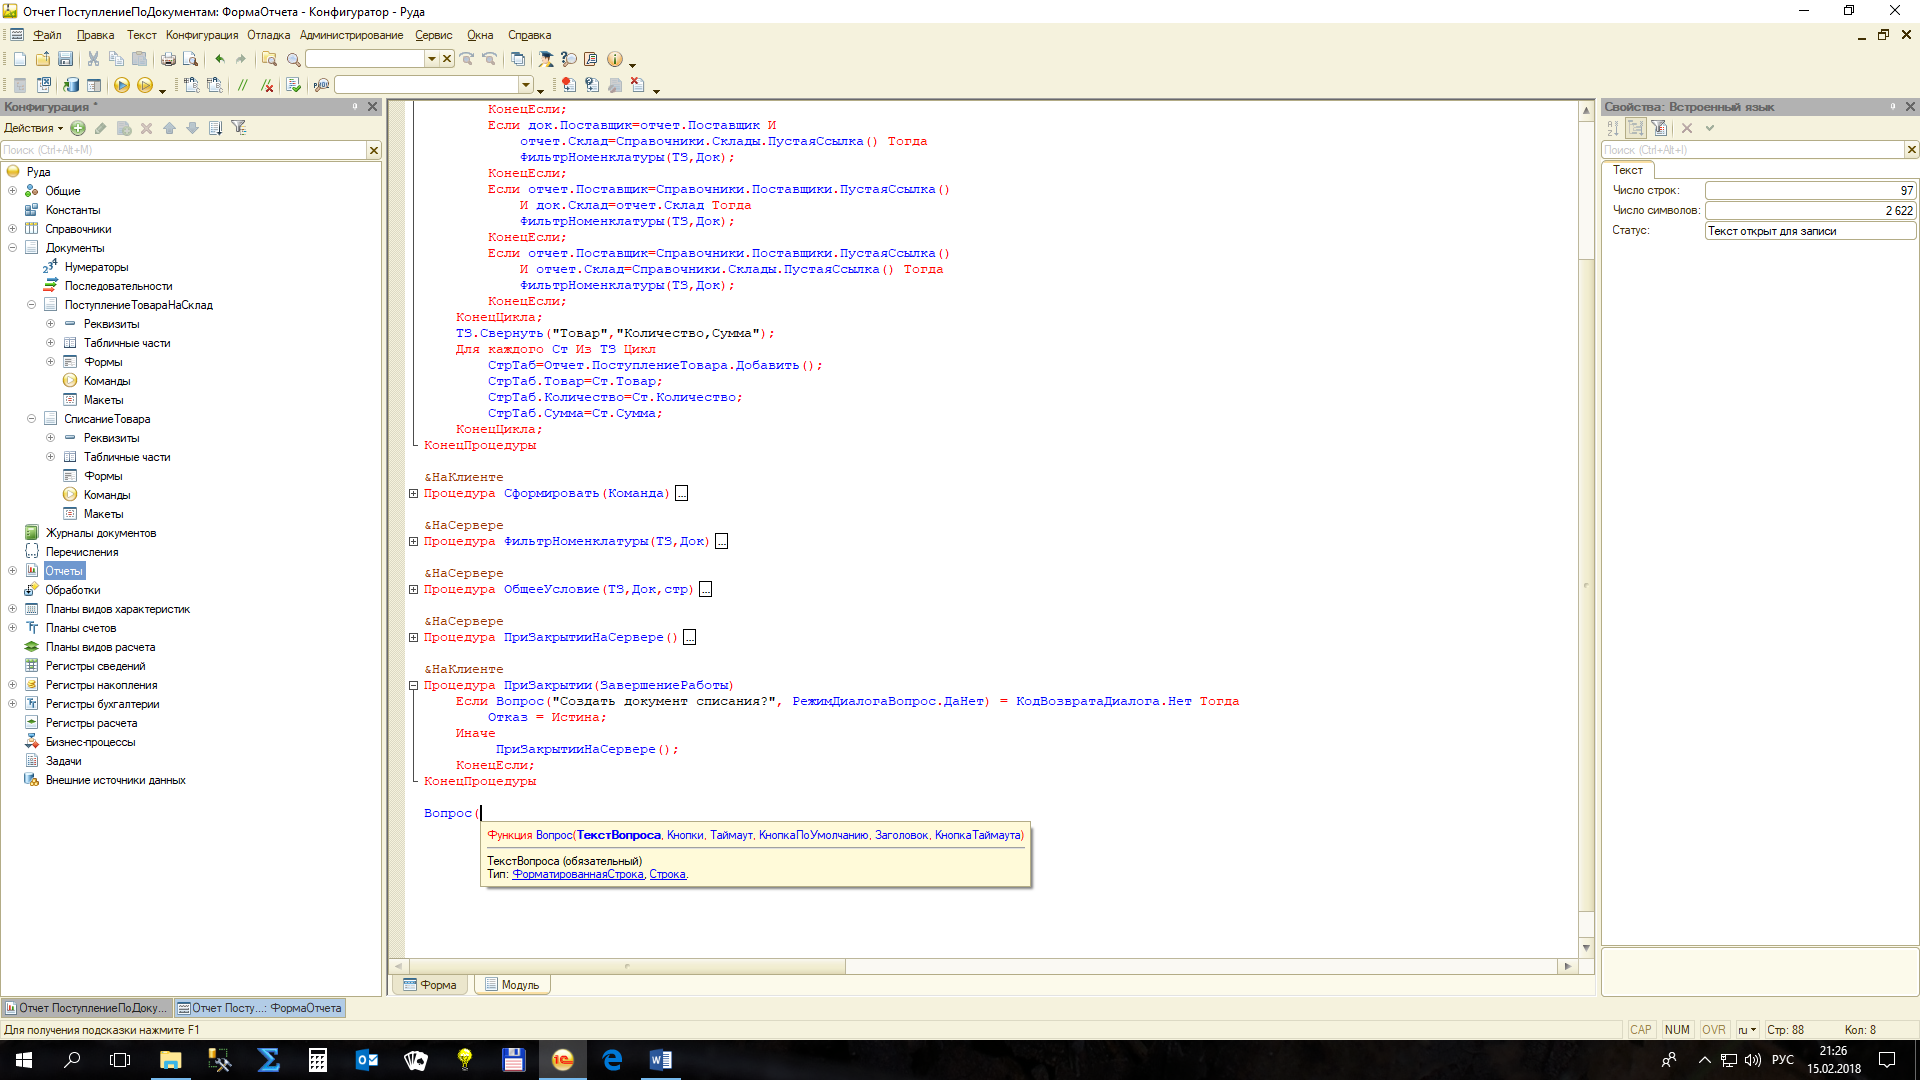 Отчет ПоступлениеПоДокументам: ФормаОтчета - Конфигуратор - Руда
Файл Правка Текст Конфигурация Отладка Администрирование Сервис Окна Справка
Конфигурация *
Действия
Поиск (Ctrl+Alt+M)
Руда
Общие
Константы
Справочники
Документы
Нумераторы
Последовательности
ПоступлениеТовараНаСклад
Реквизиты
Табличные части
Формы
Команды
Макеты
СписаниеТовара
Реквизиты
Табличные части
Формы
Команды
Макеты
Журналы документов
Перечисления
Отчеты
Обработки
Планы видов характеристик
Планы счетов
Планы видов расчета
Регистры сведений
Регистры накопления
Регистры бухгалтерии
Регистры расчета
Бизнес-процессы
Задачи
Внешние источники данных
КонецЕсли;
Если док.Поставщик=отчет.Поставщик И
отчет.Склад=Справочники.Склады.ПустаяСсылка() Тогда
ФильтрНоменклатуры(ТЗ,Док);
КонецЕсли;
Если отчет.Поставщик=Справочники.Поставщики.ПустаяСсылка()
И док.Склад=отчет.Склад Тогда
ФильтрНоменклатуры(ТЗ,Док);
КонецЕсли;
Если отчет.Поставщик=Справочники.Поставщики.ПустаяСсылка()
И отчет.Склад=Справочники.Склады.ПустаяСсылка() Тогда
ФильтрНоменклатуры(ТЗ,Док);
КонецЕсли;
КонецЦикла;
ТЗ.Свернуть("Товар","Количество,Сумма");
Для каждого Ст Из ТЗ Цикл
СтрТаб=Отчет.ПоступлениеТовара.Добавить();
СтрТаб.Товар=Ст.Товар;
СтрТаб.Количество=Ст.Количество;
СтрТаб.Сумма=Ст.Сумма;
КонецЦикла;
КонецПроцедуры
&НаКлиенте
Процедура Сформировать(Команда) ...
&НаСервере
Процедура ФильтрНоменклатуры(ТЗ,Док) ...
&НаСервере
Процедура ОбщееУсловие(ТЗ,Док,стр) ...
&НаСервере
Процедура ПриЗакрытииНаСервере() ...
&НаКлиенте
Процедура ПриЗакрытии(ЗавершениеРаботы)
Если Вопрос("Создать документ списания?", РежимДиалогаВопрос.ДаНет) = КодВозвратаДиалога.Нет Тогда
Отказ = Истина;
Иначе
ПриЗакрытииНаСервере();
КонецЕсли;
КонецПроцедуры
Вопрос(
Функция Вопрос(ТекстВопроса, Кнопки, Таймаут, КнопкаПоУмолчанию, Заголовок, КнопкаТаймаута)
ТекстВопроса (обязательный)
Тип: ФорматированнаяСтрока, Строка.
Форма Модуль
Свойства: Встроенный язык
Поиск (Ctrl+Alt+I)
Текст
Число строк: 97
Число символов: 2 622
Статус: Текст открыт для записи
Отчет ПоступлениеПоДоку... Отчет Посту...: ФормаОтчета
Для получения подсказки нажмите F1 CAP NUM OVR ru Стр: 88 Кол: 8
РУС
21:26
15.02.2018